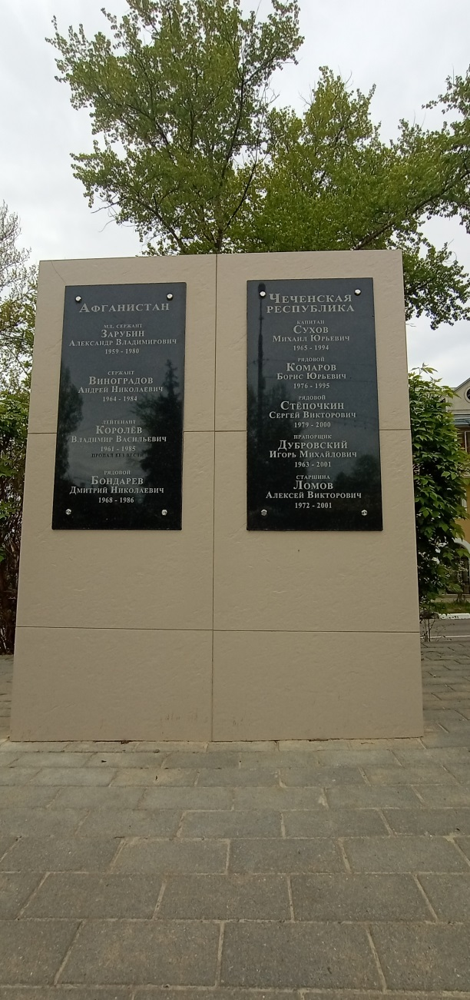 АФГАНИСТАН
МЛ. СЕРЖАНТ
ЗАРУБИН
АЛЕКСАНДР ВЛАДИМИРОВИЧ
1959 - 1980
СЕРЖАНТ
ВИНОГРАДОВ
АНДРЕЙ НИКОЛАЕВИЧ
1964 - 1984
ЛЕЙТЕНАНТ
КОРОЛЕВ
ВЛАДИМИР ВАСИЛЬЕВИЧ
1961 - 1985
ПРОПАЛ БЕЗ ВЕСТИ
РЯДОВОЙ
БОНДАРЕВ
ДМИТРИЙ НИКОЛАЕВИЧ
1968 - 1986
ЧЕЧЕНСКАЯ
РЕСПУБЛИКА
КАПИТАН
СУХОВ
МИХАИЛ ЮРЬЕВИЧ
1965 - 1994
РЯДОВОЙ
КОМАРОВ
БОРИС ЮРЬЕВИЧ
1976 - 1995
РЯДОВОЙ
СТЁПОЧКИН
СЕРГЕЙ ВИКТОРОВИЧ
1979 - 2000
ПРАПОРЩИК
ДУБРОВСКИЙ
ИГОРЬ МИХАЙЛОВИЧ
1963 - 2001
СТАРШИНА
ЛОМОВ
АЛЕКСЕЙ ВИКТОРОВИЧ
1972 - 2001